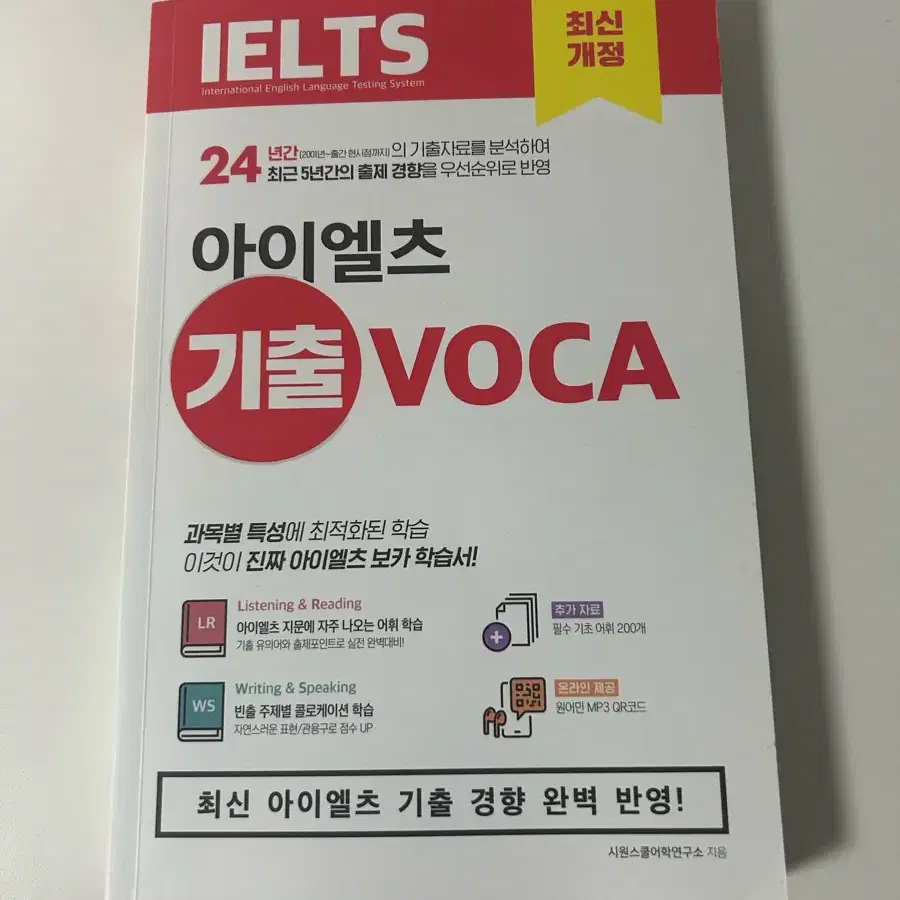 IELTS
International English Language Testing System
최신
개정
24년간(2001년~출간 현시점까지)의 기출자료를 분석하여
최근 5년간의 출제 경향을 우선순위로 반영
아이엘츠
기출 VOCA
과목별 특성에 최적화된 학습
이것이 진짜 아이엘츠 보카 학습서!
LR
Listening & Reading
아이엘츠 지문에 자주 나오는 어휘 학습
기출 유의어와 출제포인트로 실전 완벽대비!
추가 자료
필수 기초 어휘 200개
WS
Writing & Speaking
빈출 주제별 콜로케이션 학습
자연스러운 표현/관용구로 점수 UP
온라인 제공
원어민 MP3 QR코드
최신 아이엘츠 기출 경향 완벽 반영!
시원스쿨어학연구소 지음